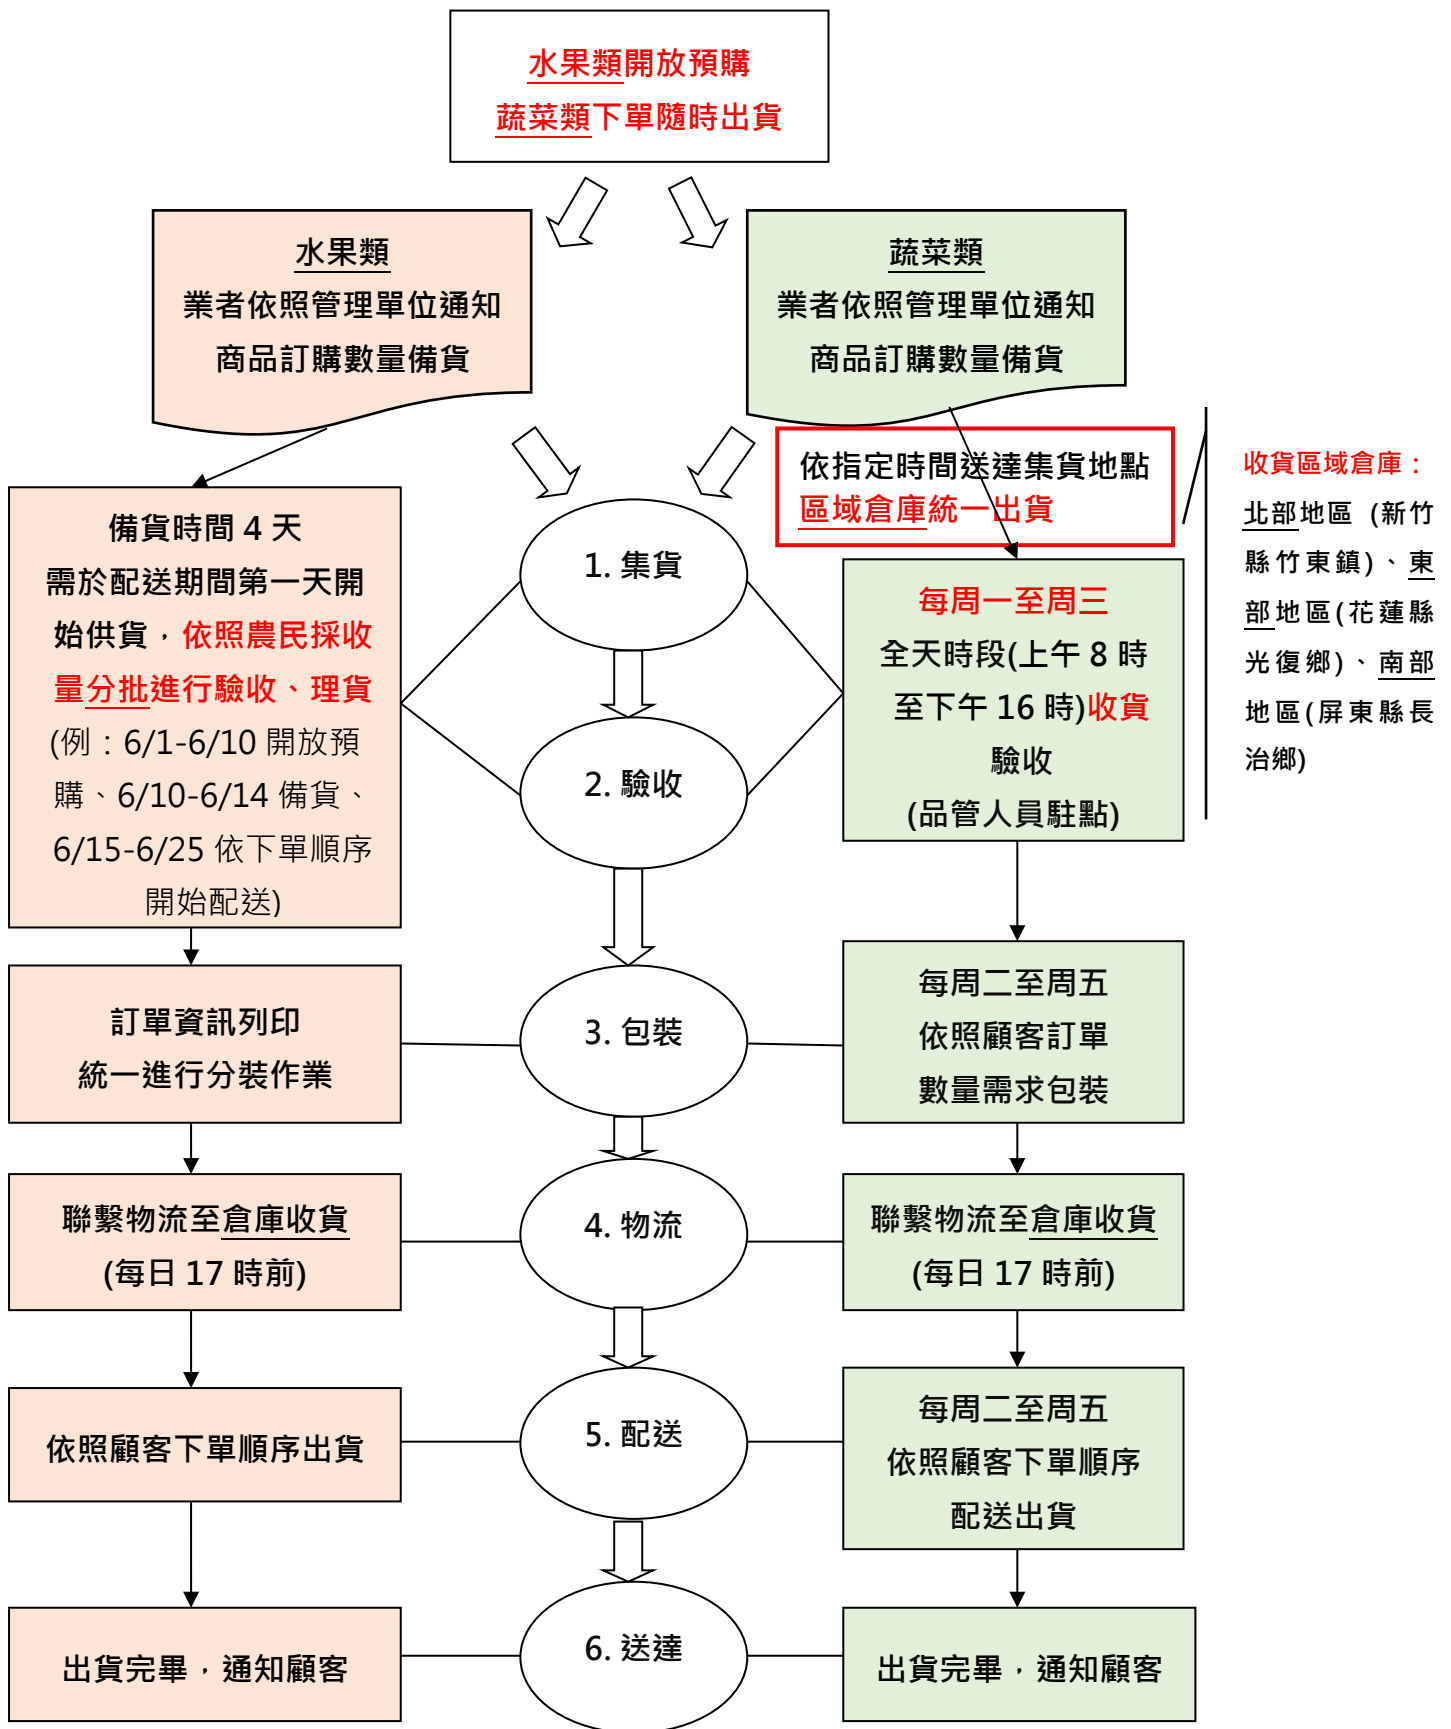 水果類開放預購
蔬菜類下單隨時出貨
水果類
業者依照管理單位通知
商品訂購數量備貨
蔬菜類
業者依照管理單位通知
商品訂購數量備貨
依指定時間送達集貨地點
區域倉庫統一出貨
收貨區域倉庫：
北部地區 (新竹
縣竹東鎮)、東
部地區(花蓮縣
光復鄉)、南部
地區(屏東縣長
治鄉)
備貨時間 4 天
需於配送期間第一天開
始供貨，依照農民採收
量分批進行驗收、理貨
(例：6/1-6/10 開放預
購、6/10-6/14 備貨、
6/15-6/25 依下單順序
開始配送)
1. 集貨
2. 驗收
每周一至周三
全天時段(上午 8 時
至下午 16 時)收貨
驗收
(品管人員駐點)
訂單資訊列印
統一進行分裝作業
3. 包裝
每周二至周五
依照顧客訂單
數量需求包裝
聯繫物流至倉庫收貨
(每日 17 時前)
4. 物流
聯繫物流至倉庫收貨
(每日 17 時前)
依照顧客下單順序出貨
5. 配送
每周二至周五
依照顧客下單順序
配送出貨
出貨完畢，通知顧客
6. 送達
出貨完畢，通知顧客